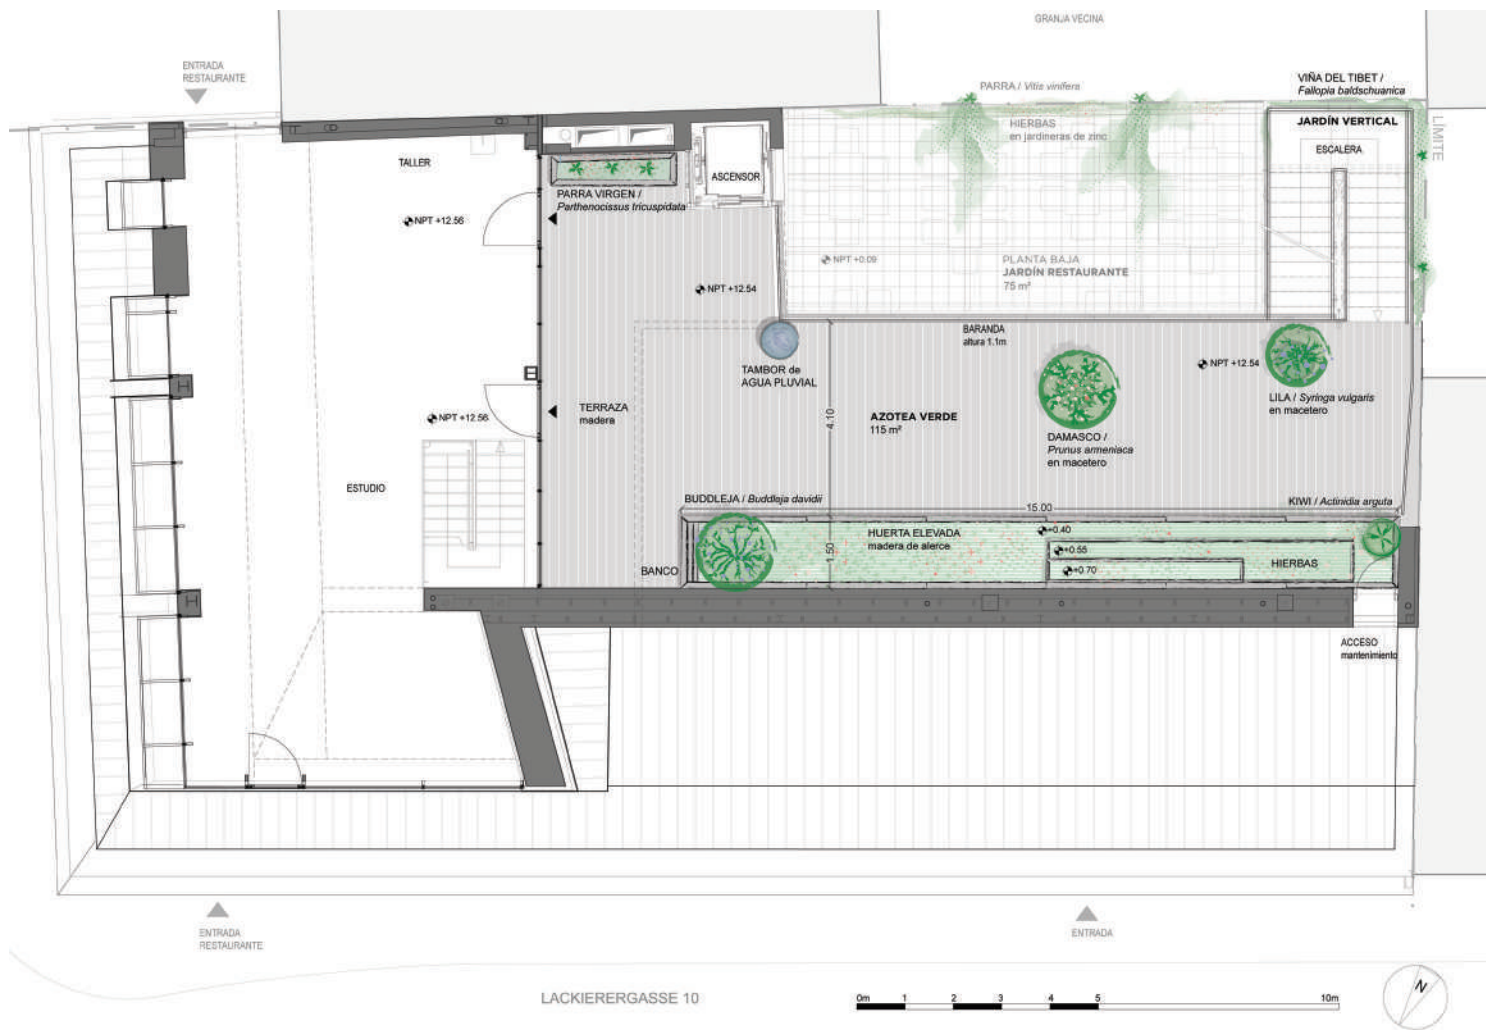 GRANJA VECINA
ENTRADA
RESTAURANTE
PARRA / Vitis vinifera
VIÑA DEL TIBET /
Fallopia baldschuanica
HIERBAS
en jardineras de zinc
JARDÍN VERTICAL
LÍMITE
ESCALERA
TALLER
ASCENSOR
PARRA VIRGEN /
Parthenocissus tricuspidata
NPT +12.56
NPT +0.09
PLANTA BAJA
JARDÍN RESTAURANTE
75 m²
NPT +12.54
BARANDA
altura 1.1m
TAMBOR de
AGUA PLUVIAL
NPT +12.54
LILA / Syringa vulgaris
en macetero
TERRAZA
madera
NPT +12.56
AZOTEA VERDE
115 m²
4.10
DAMASCO /
Prunus armeniaca
en macetero
ESTUDIO
BUDDLEJA / Buddleja davidii
KIWI / Actinidia arguta
15.00
HUERTA ELEVADA
madera de alerce
+0.40
+0.55
+0.70
1.50
HIERBAS
BANCO
ACCESO
mantenimiento
ENTRADA
RESTAURANTE
ENTRADA
LACKIERERGASSE 10
0m 1 2 3 4 5 10m
N